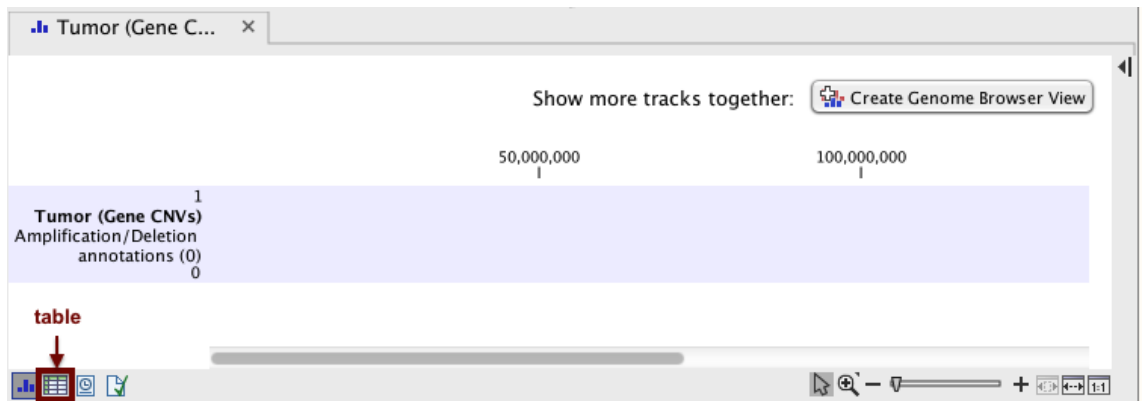 Tumor (Gene C...
Show more tracks together: Create Genome Browser View
50,000,000 100,000,000
1
Tumor (Gene CNVs)
Amplification/Deletion
annotations (0)
0
table
1:1